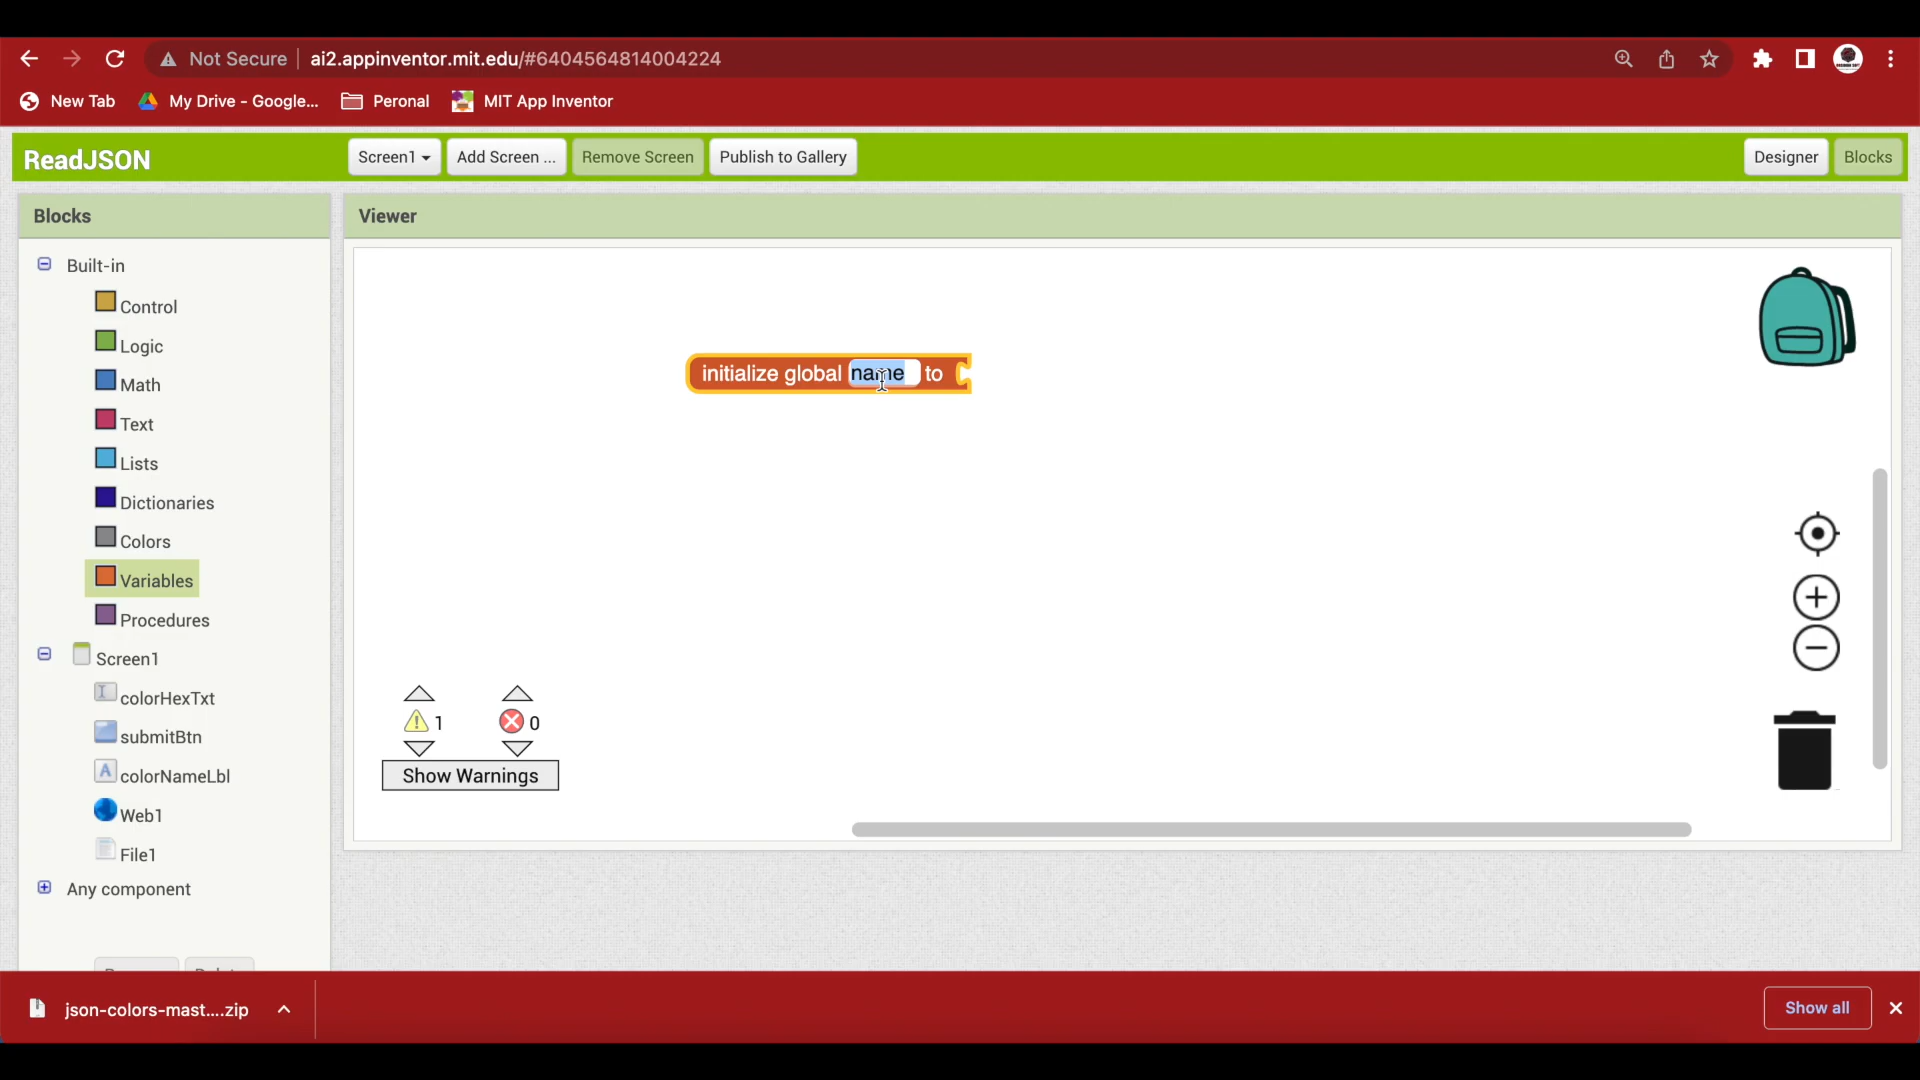 Not Secure ai2.appinventor.mit.edu/#6404564814004224
New Tab My Drive - Google... Peronal MIT App Inventor
ReadJSON Screen1 Add Screen ... Remove Screen Publish to Gallery Designer Blocks
Blocks
Viewer
Built-in
Control
Logic
Math
Text
Lists
Dictionaries
Colors
Variables
Procedures
Screen1
colorHexTxt
submitBtn
colorNameLbl
Web1
File1
Any component
initialize global name to
1 0
Show Warnings
json-colors-mast....zip
Show all